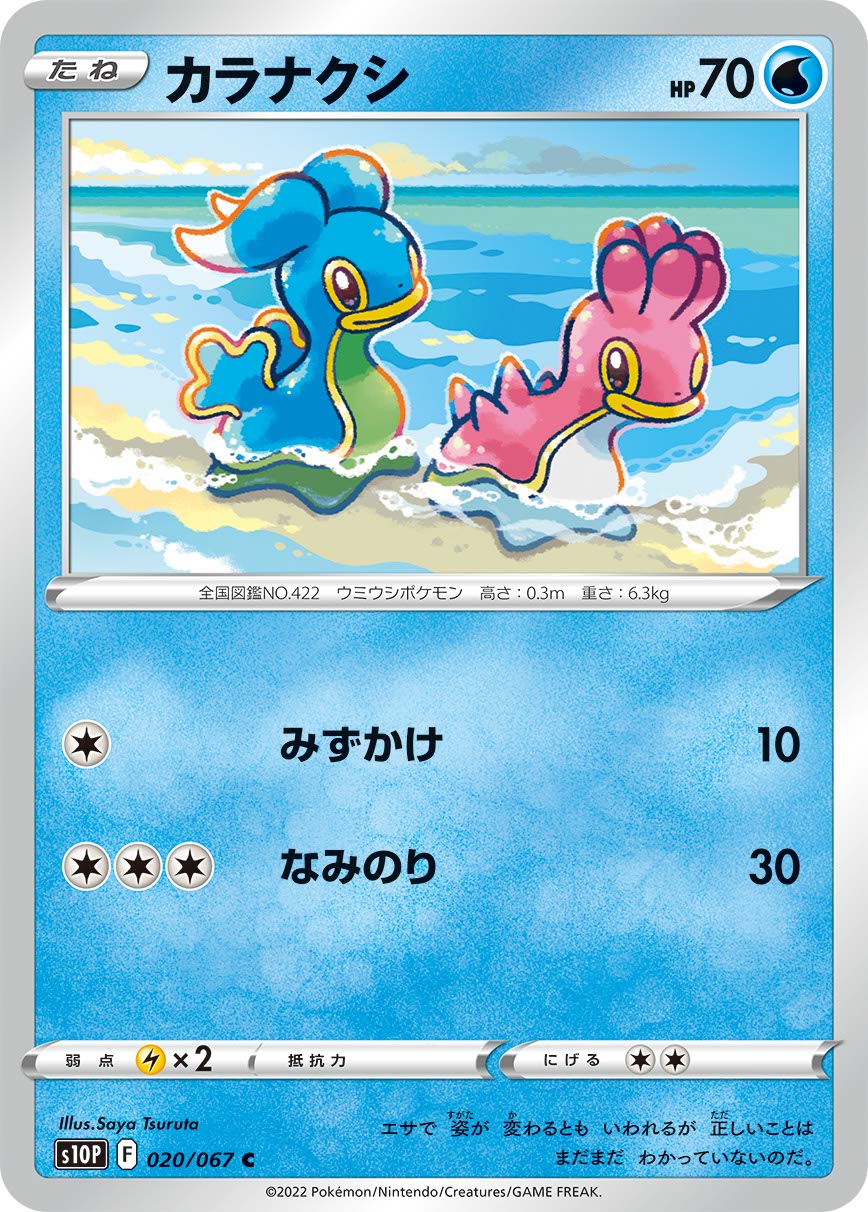 たね カラナクシ HP70
全国図鑑NO.422 ウミウシポケモン 高さ:0.3m 重さ:6.3kg
みずかけ 10
なみのり 30
弱点 ×2 抵抗力 にげる
Illus.Saya Tsuruta
エサで 姿が 変わるとも いわれるが 正しいことは
まだまだ わかっていないのだ。
s10P F 020/067 C
©2022 Pokémon/Nintendo/Creatures/GAME FREAK.